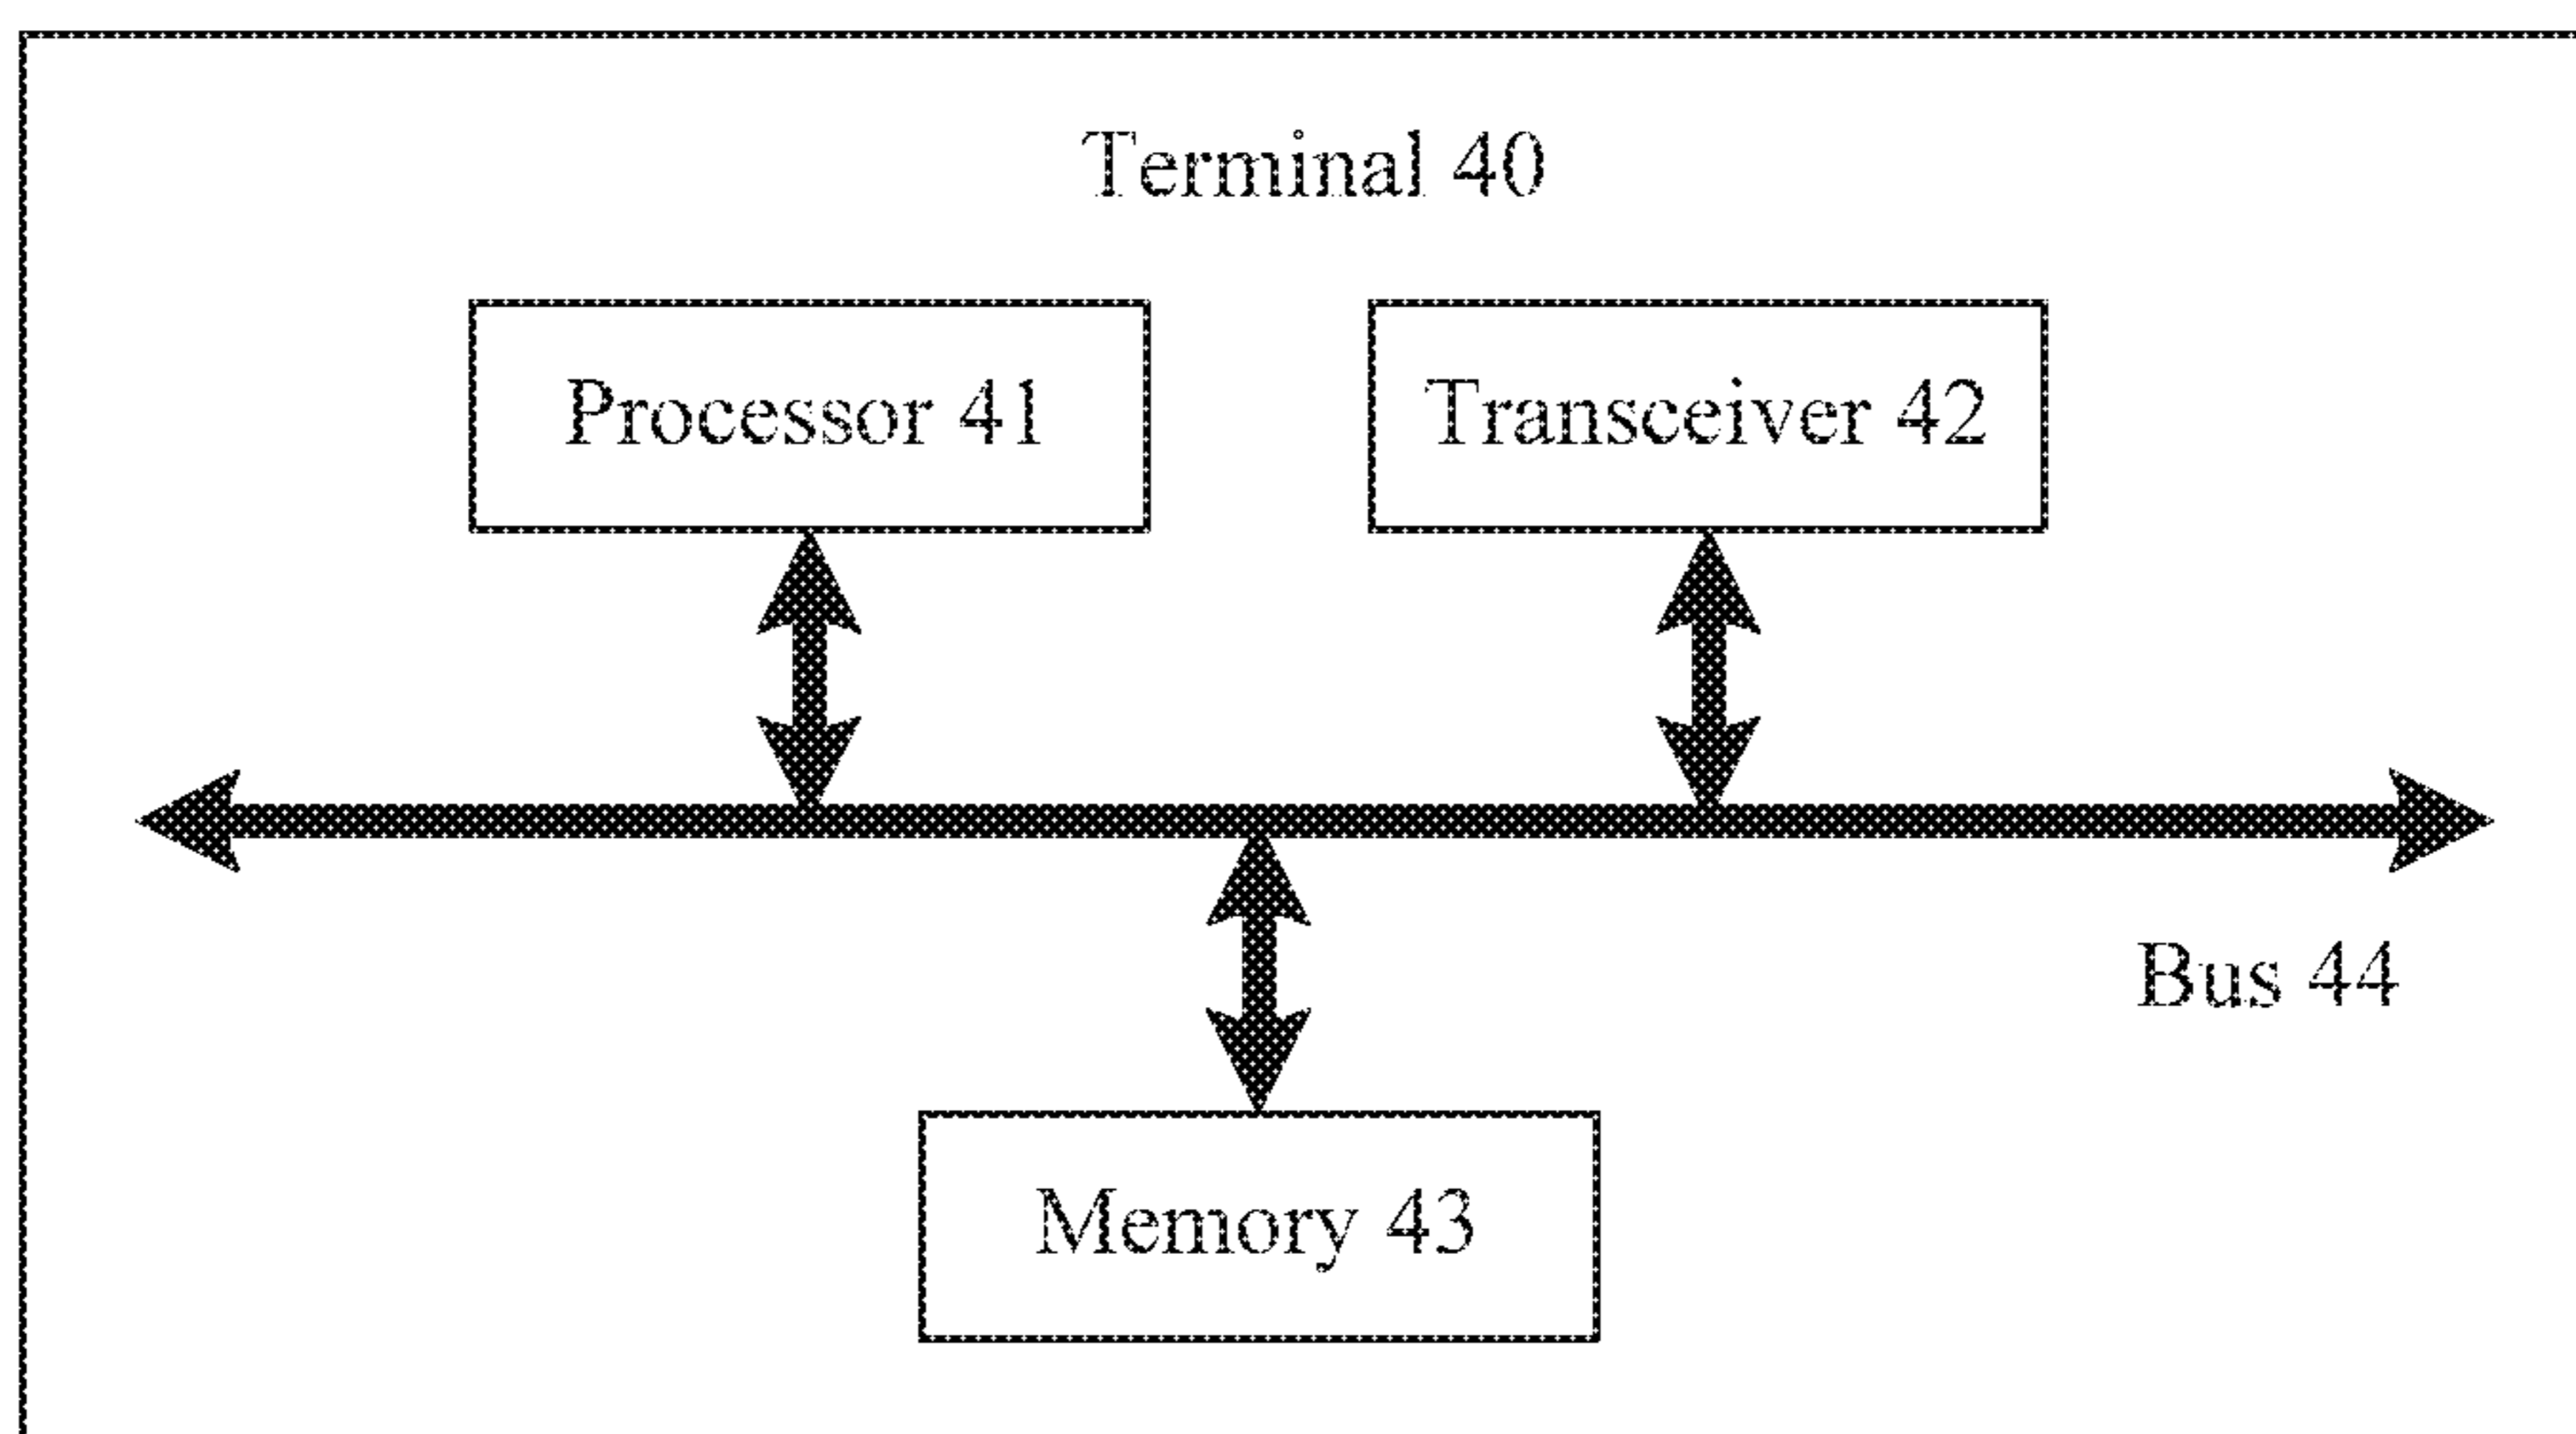 Terminal 40
Processor 41
Transceiver 42
Bus 44
Memory 43